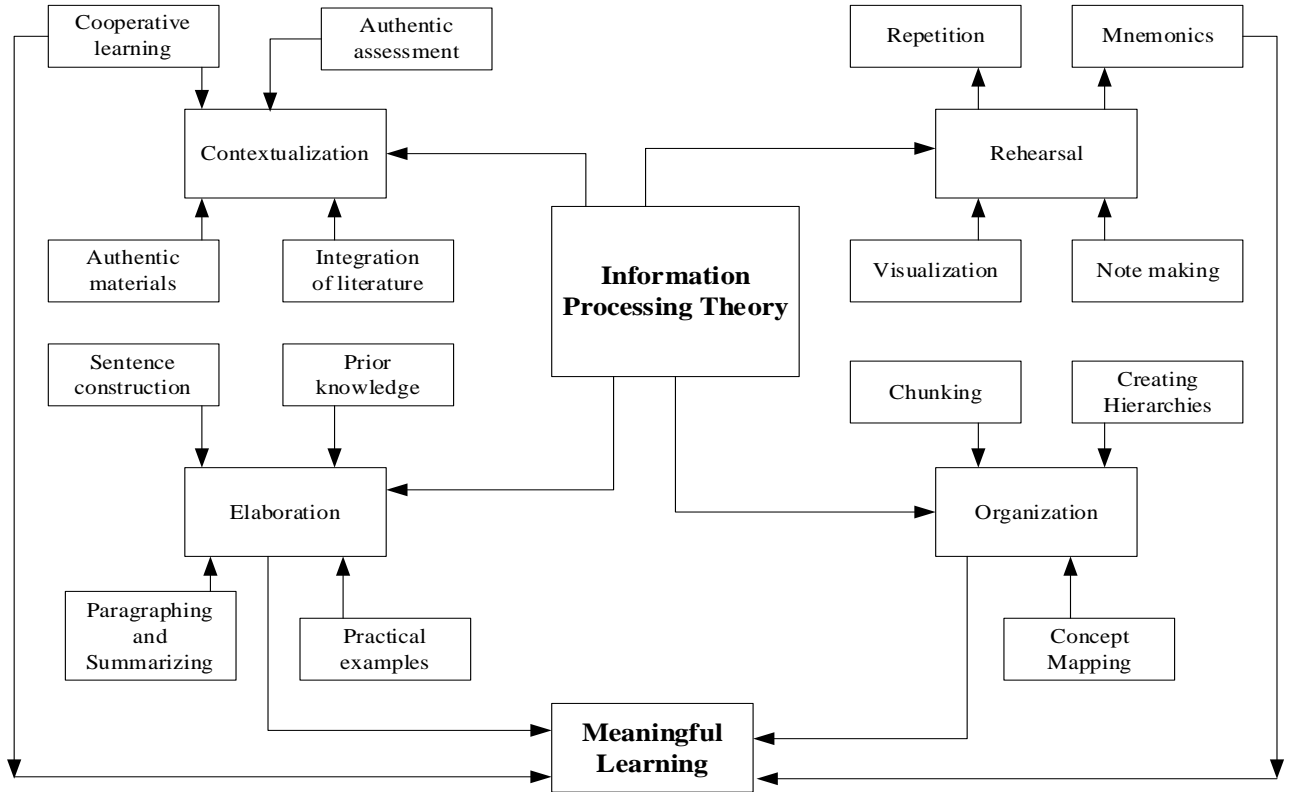 Cooperative
learning
Authentic
assessment
Repetition
Mnemonics
Contextualization
Rehearsal
Authentic
materials
Integration
of literature
Information
Processing Theory
Visualization
Note making
Sentence
construction
Prior
knowledge
Chunking
Creating
Hierarchies
Elaboration
Organization
Paragraphing
and
Summarizing
Practical
examples
Concept
Mapping
Meaningful
Learning